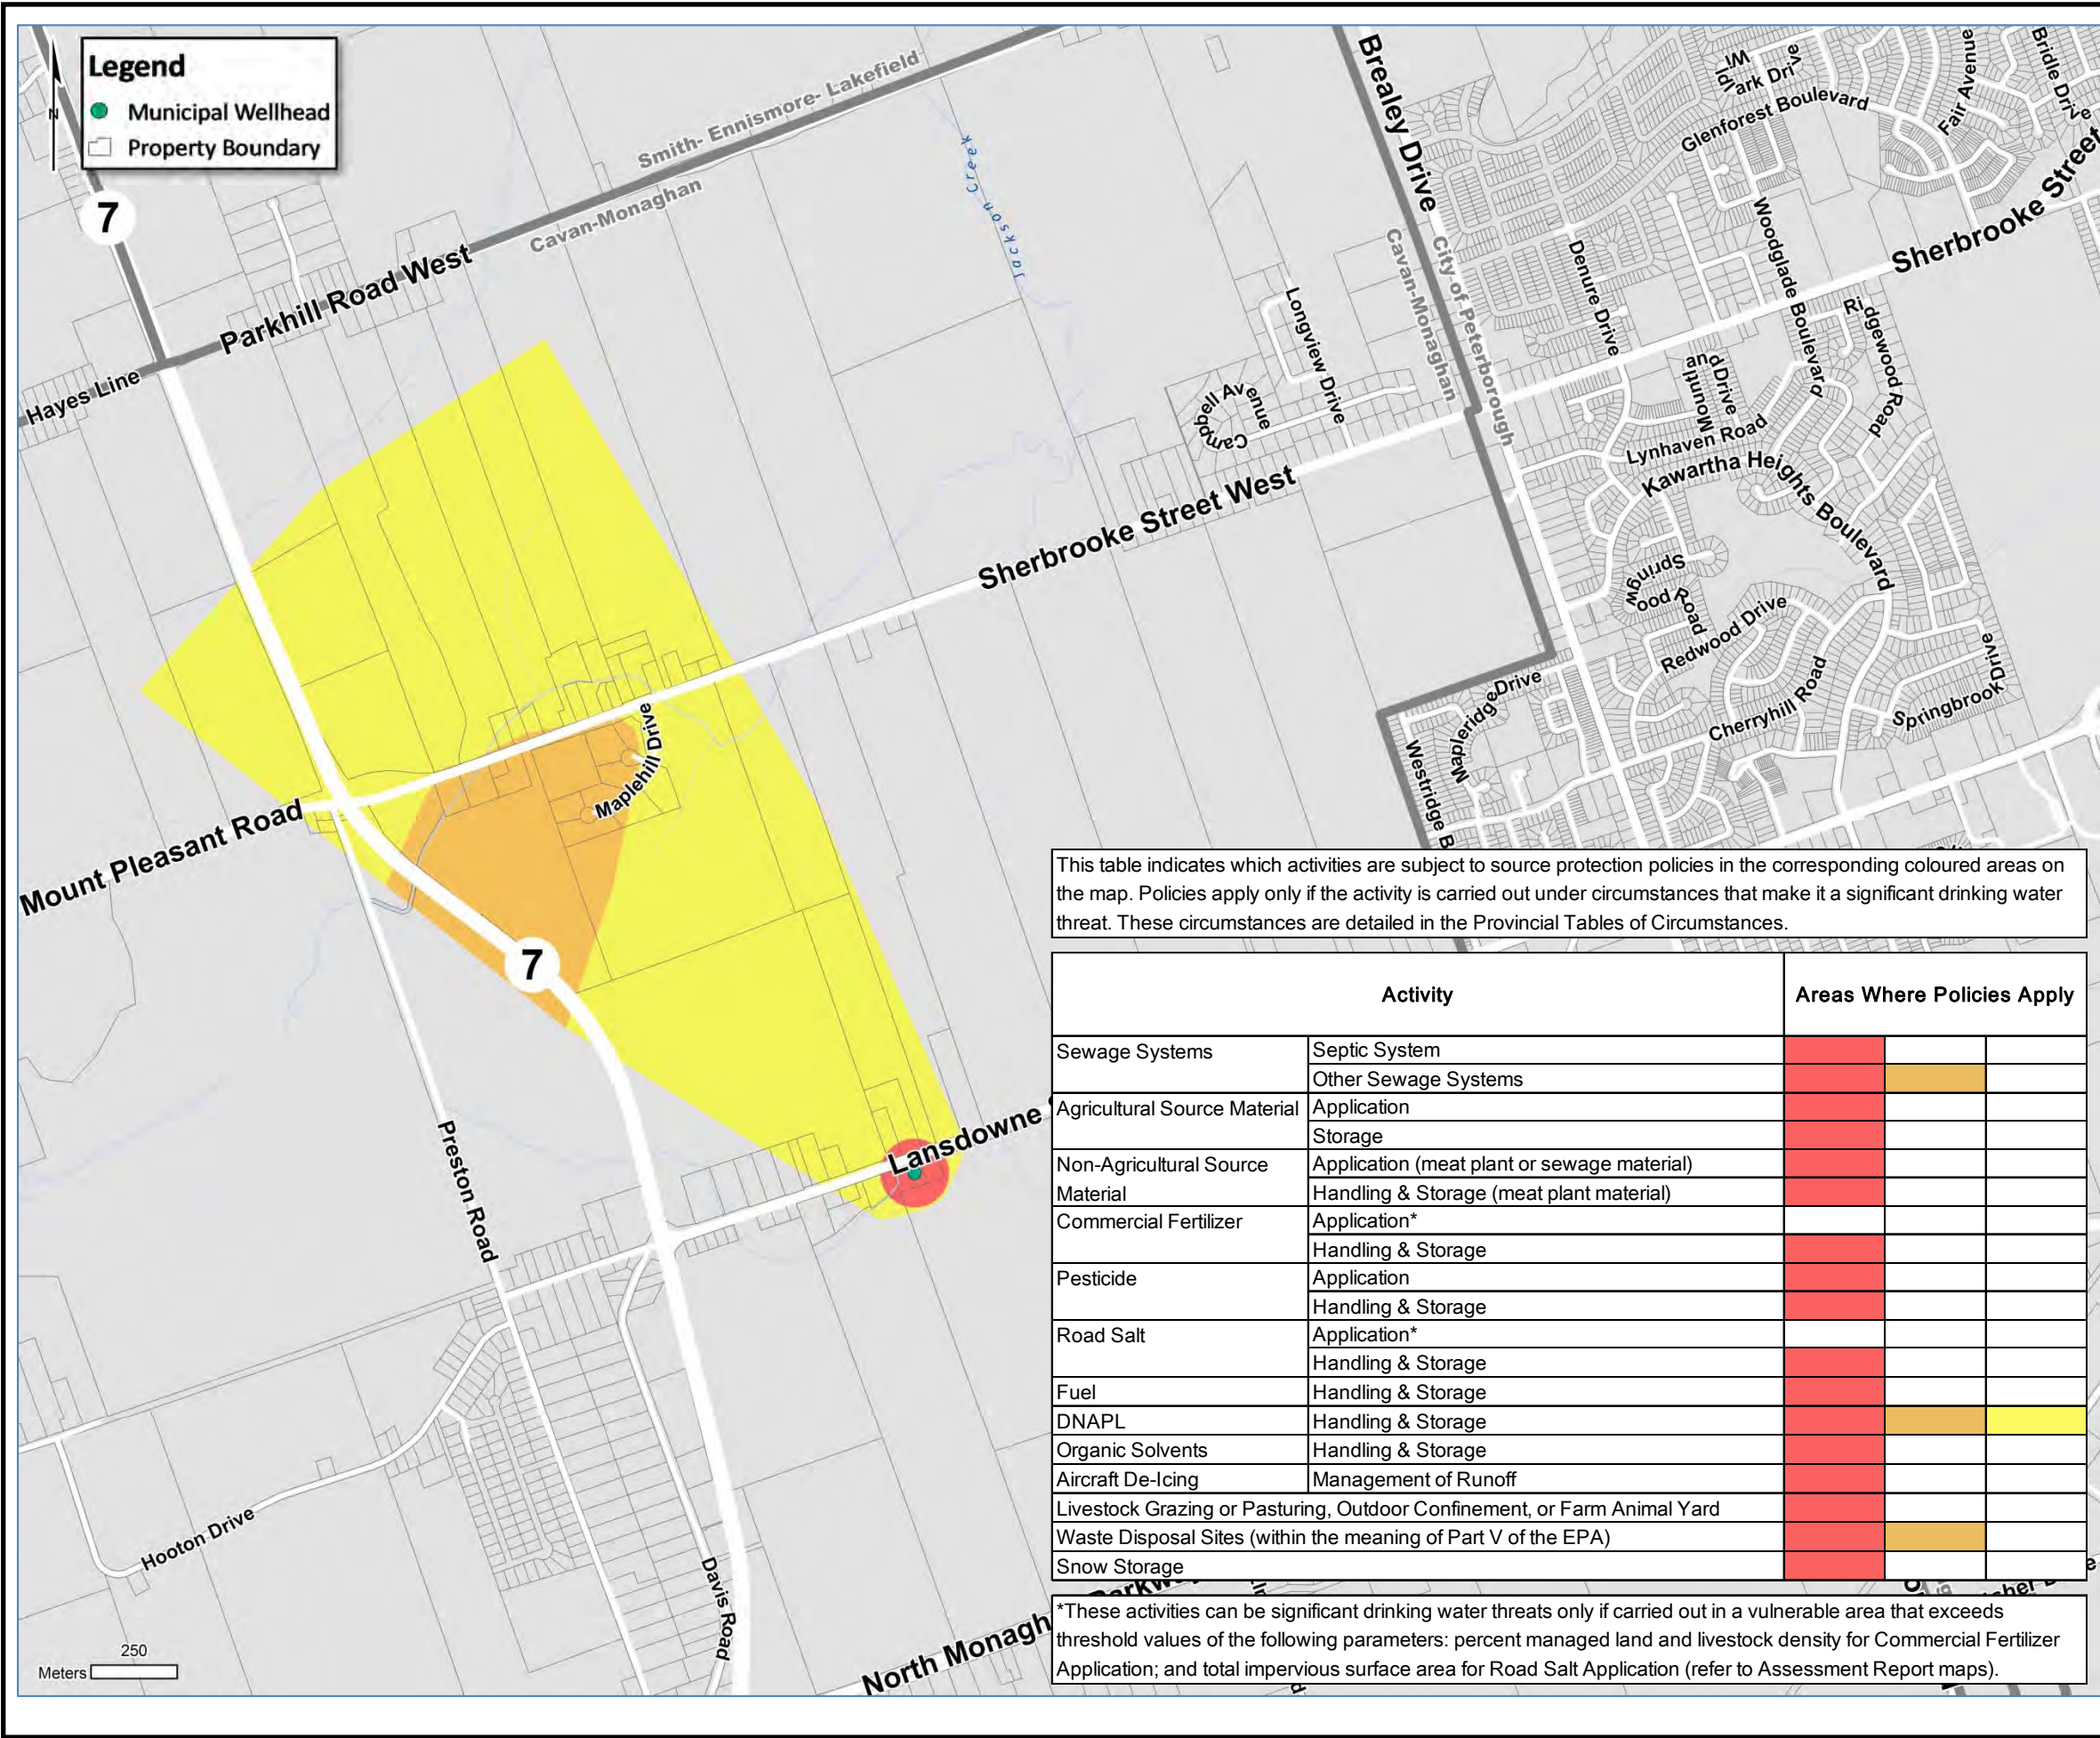 Legend
Municipal Wellhead
Property Boundary
N
7
Smith- Ennismore- Lakefield
Cavan-Monaghan
Parkhill Road West
Hayes Line
Jackson Creek
Brealey Drive
City of Peterborough
Cavan-Monaghan
Glenforest Boulevard
Fair Avenue
Bridle Drive
Sherbrooke Street
Woodglade Boulevard
Denure Drive
Ridgewood Road
Longview Drive
Campbell Avenue
Lynhaven Road
Kawartha Heights Boulevard
Sherbrooke Street West
Springwood Road
Redwood Drive
Cherryhill Road
Springbrook Drive
Mapleridge Drive
Westridge B
Maplehill Drive
Mount Pleasant Road
7
Lansdowne
Preston Road
Hooton Drive
Davis Road
North Monagh
Parkw
250
Meters
This table indicates which activities are subject to source protection policies in the corresponding coloured areas on
the map. Policies apply only if the activity is carried out under circumstances that make it a significant drinking water
threat. These circumstances are detailed in the Provincial Tables of Circumstances.
Activity Areas Where Policies Apply
Sewage Systems Septic System
Other Sewage Systems
Agricultural Source Material Application
Storage
Non-Agricultural Source Application (meat plant or sewage material)
Material Handling & Storage (meat plant material)
Commercial Fertilizer Application*
Handling & Storage
Pesticide Application
Handling & Storage
Road Salt Application*
Handling & Storage
Fuel Handling & Storage
DNAPL Handling & Storage
Organic Solvents Handling & Storage
Aircraft De-Icing Management of Runoff
Livestock Grazing or Pasturing, Outdoor Confinement, or Farm Animal Yard
Waste Disposal Sites (within the meaning of Part V of the EPA)
Snow Storage
*These activities can be significant drinking water threats only if carried out in a vulnerable area that exceeds
threshold values of the following parameters: percent managed land and livestock density for Commercial Fertilizer
Application; and total impervious surface area for Road Salt Application (refer to Assessment Report maps).